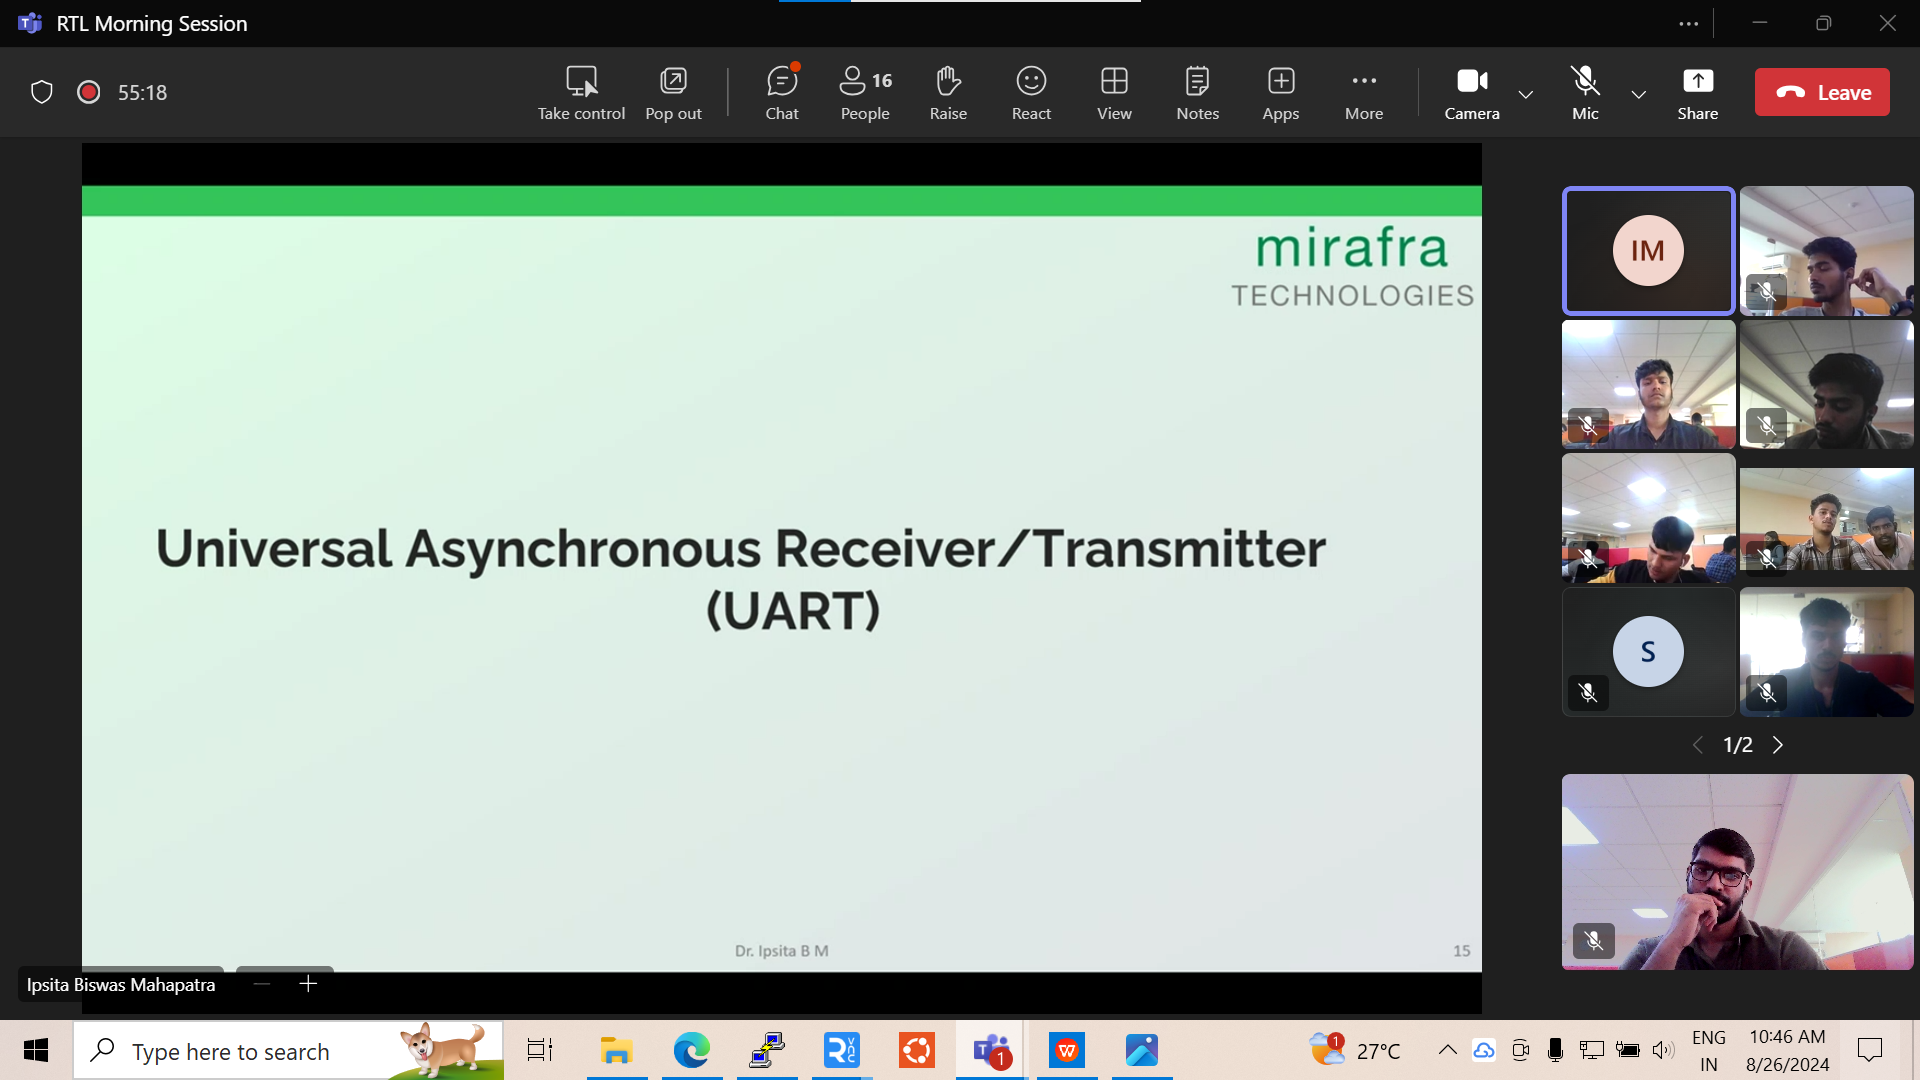 RTL Morning Session
55:18
Take control
Pop out
Chat
16
People
Raise
React
View
Notes
Apps
More
Camera
Mic
Share
Leave
mirafra
TECHNOLOGIES
Universal Asynchronous Receiver/Transmitter
(UART)
Dr. Ipsita B M
15
Ipsita Biswas Mahapatra
IM
S
1/2
Type here to search
1
1
27°C
ENG
IN
10:46 AM
8/26/2024